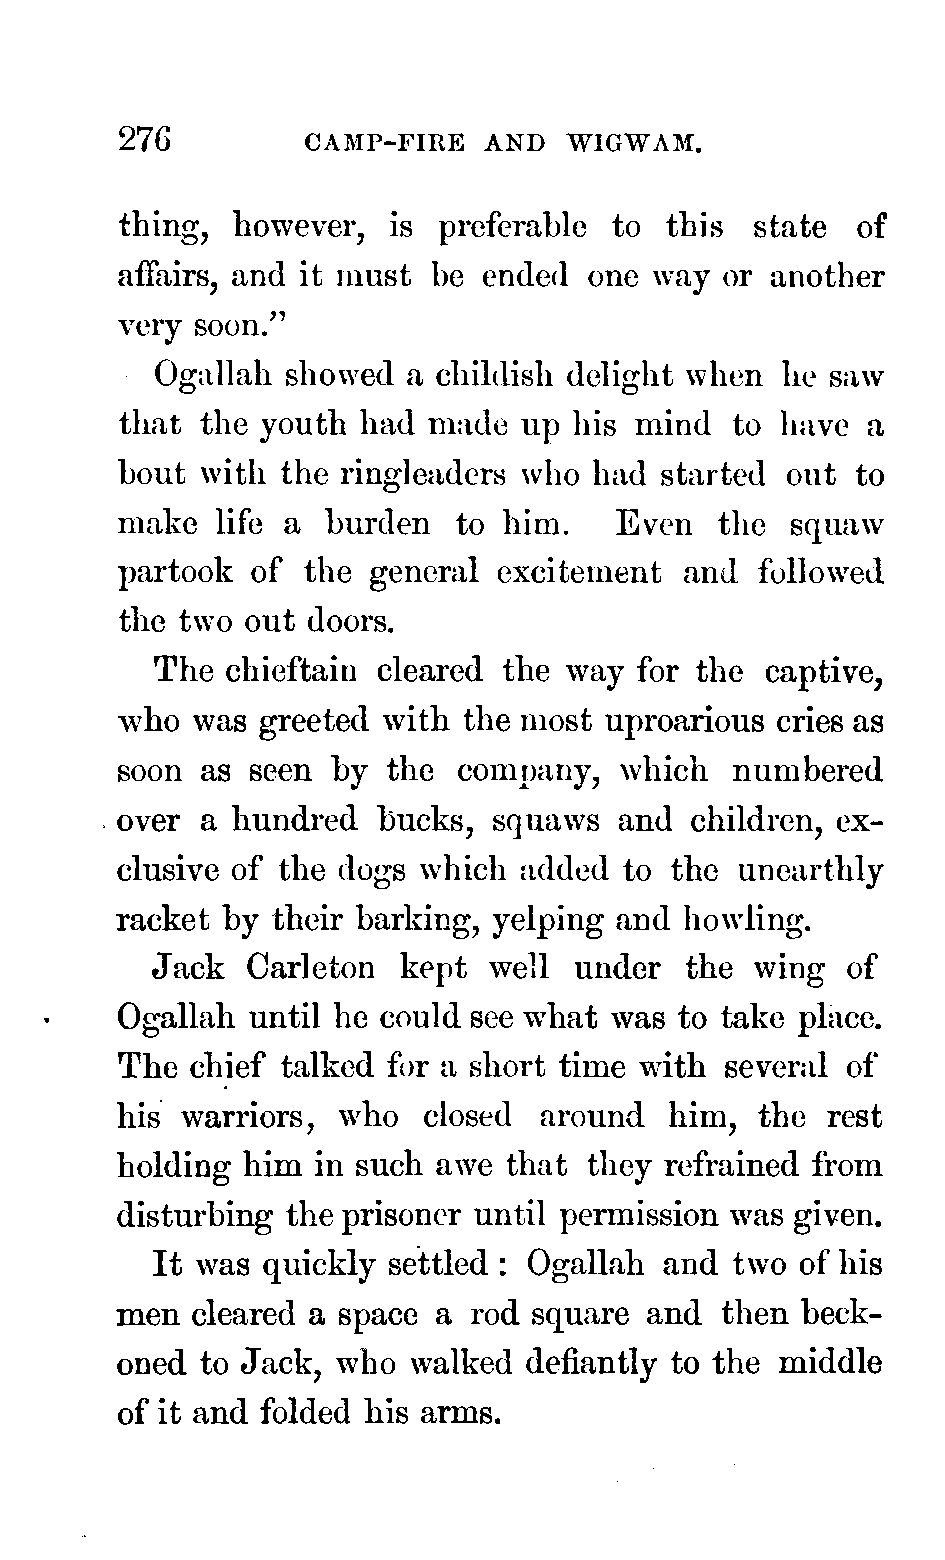 276 CAMP-FIRE AND WIGWAM.
thing, however, is preferable to this state of
affairs, and it must be ended one way or another
very soon."
Ogallah showed a childish delight when he saw
that the youth had made up his mind to have a
bout with the ringleaders who had started out to
make life a burden to him. Even the squaw
partook of the general excitement and followed
the two out doors.
The chieftain cleared the way for the captive,
who was greeted with the most uproarious cries as
soon as seen by the company, which numbered
over a hundred bucks, squaws and children, ex-
clusive of the dogs which added to the unearthly
racket by their barking, yelping and howling.
Jack Carleton kept well under the wing of
Ogallah until he could see what was to take place.
The chief talked for a short time with several of
his warriors, who closed around him, the rest
holding him in such awe that they refrained from
disturbing the prisoner until permission was given.
It was quickly settled : Ogallah and two of his
men cleared a space a rod square and then beck-
oned to Jack, who walked defiantly to the middle
of it and folded his arms.